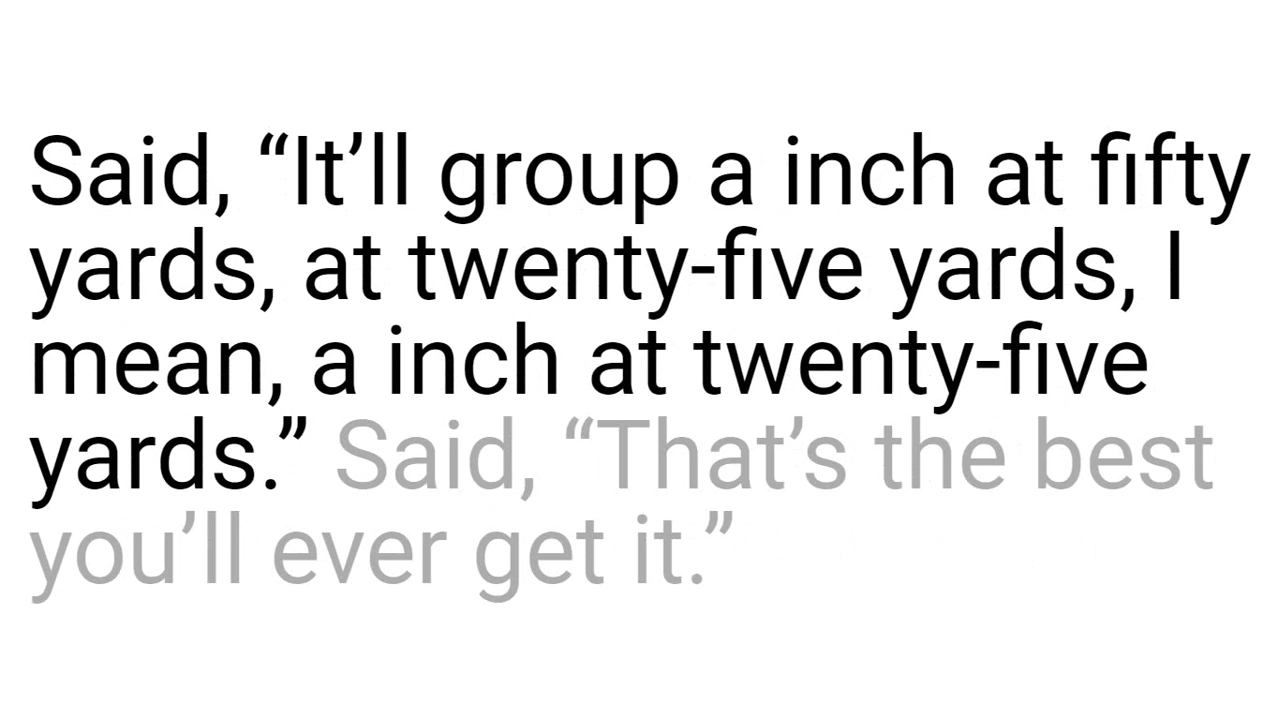 Said, “It’ll group a inch at fifty
yards, at twenty-five yards, I
mean, a inch at twenty-five
yards.” Said, “That’s the best
you’ll ever get it.”